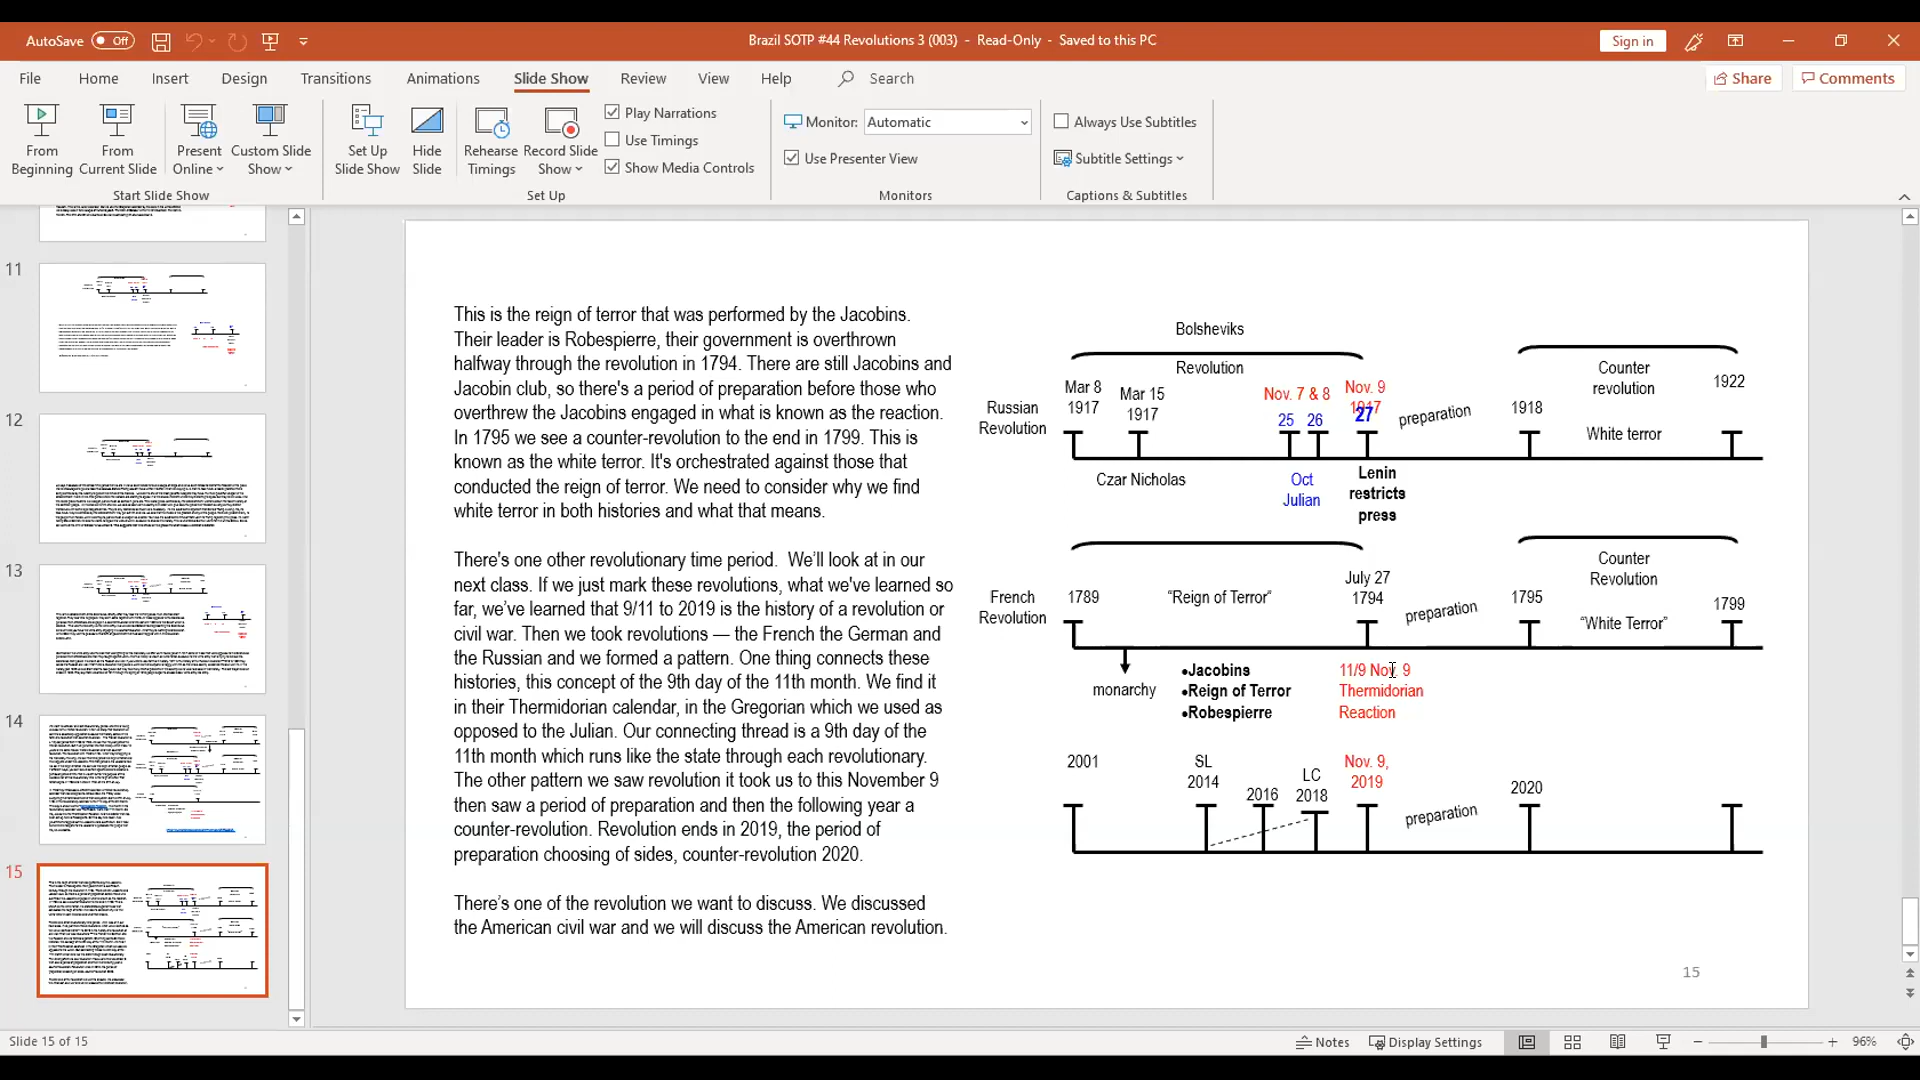 AutoSave Off
Brazil SOTP #44 Revolutions 3 (003) - Read-Only - Saved to this PC
Sign in
File Home Insert Design Transitions Animations Slide Show Review View Help Search
Share Comments
From Beginning
From Current Slide
Present Online
Custom Slide Show
Start Slide Show
Set Up Slide Show
Hide Slide
Rehearse Timings
Record Slide Show
Play Narrations
Use Timings
Show Media Controls
Set Up
Monitor: Automatic
Use Presenter View
Monitors
Always Use Subtitles
Subtitle Settings
Captions & Subtitles
11
12
13
14
15
This is the reign of terror that was performed by the Jacobins.
Their leader is Robespierre, their government is overthrown
halfway through the revolution in 1794. There are still Jacobins and
Jacobin club, so there's a period of preparation before those who
overthrew the Jacobins engaged in what is known as the reaction.
In 1795 we see a counter-revolution to the end in 1799. This is
known as the white terror. It's orchestrated against those that
conducted the reign of terror. We need to consider why we find
white terror in both histories and what that means.
There's one other revolutionary time period. We'll look at in our
next class. If we just mark these revolutions, what we've learned so
far, we've learned that 9/11 to 2019 is the history of a revolution or
civil war. Then we took revolutions — the French the German and
the Russian and we formed a pattern. One thing connects these
histories, this concept of the 9th day of the 11th month. We find it
in their Thermidorian calendar, in the Gregorian which we used as
opposed to the Julian. Our connecting thread is a 9th day of the
11th month which runs like the state through each revolutionary.
The other pattern we saw revolution it took us to this November 9
then saw a period of preparation and then the following year a
counter-revolution. Revolution ends in 2019, the period of
preparation choosing of sides, counter-revolution 2020.
There's one of the revolution we want to discuss. We discussed
the American civil war and we will discuss the American revolution.
Bolsheviks
Revolution
Russian
Revolution
Mar 8
1917
Mar 15
1917
Nov. 7 & 8
25 26
Nov. 9
1917
27
preparation
1918
Counter
revolution
White terror
1922
Czar Nicholas
Oct
Julian
Lenin
restricts
press
French
Revolution
1789
"Reign of Terror"
July 27
1794
preparation
1795
Counter
Revolution
"White Terror"
1799
monarchy
•Jacobins
•Reign of Terror
•Robespierre
11/9 Nov. 9
Thermidorian
Reaction
2001
SL
2014
2016
LC
2018
Nov. 9,
2019
preparation
2020
15
Slide 15 of 15
Notes Display Settings 96%